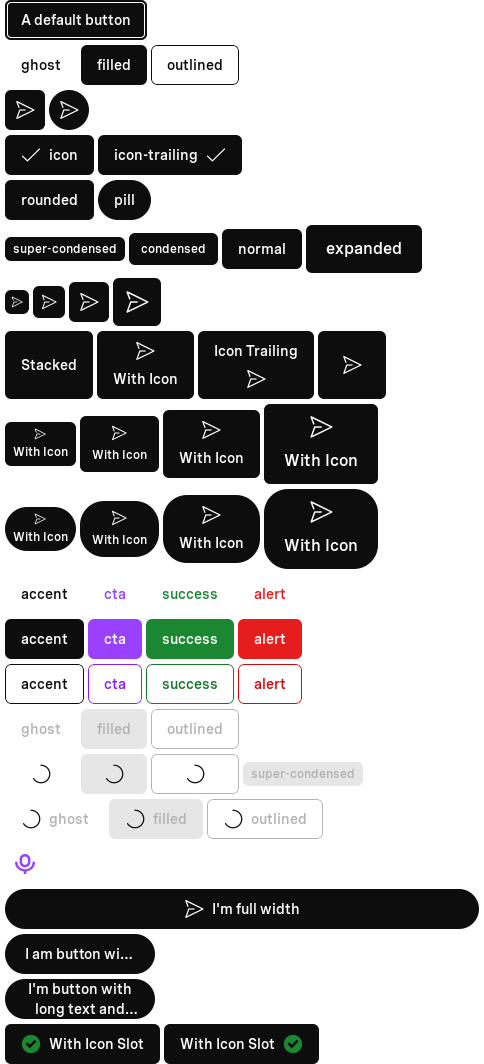 A default button
ghost filled outlined
icon icon-trailing
rounded pill
super-condensed condensed normal expanded
Stacked With Icon Icon Trailing
With Icon With Icon With Icon With Icon
With Icon With Icon With Icon With Icon
accent cta success alert
accent cta success alert
accent cta success alert
ghost filled outlined
super-condensed
ghost filled outlined
I'm full width
I am button wi...
I'm button with
long text and...
With Icon Slot With Icon Slot